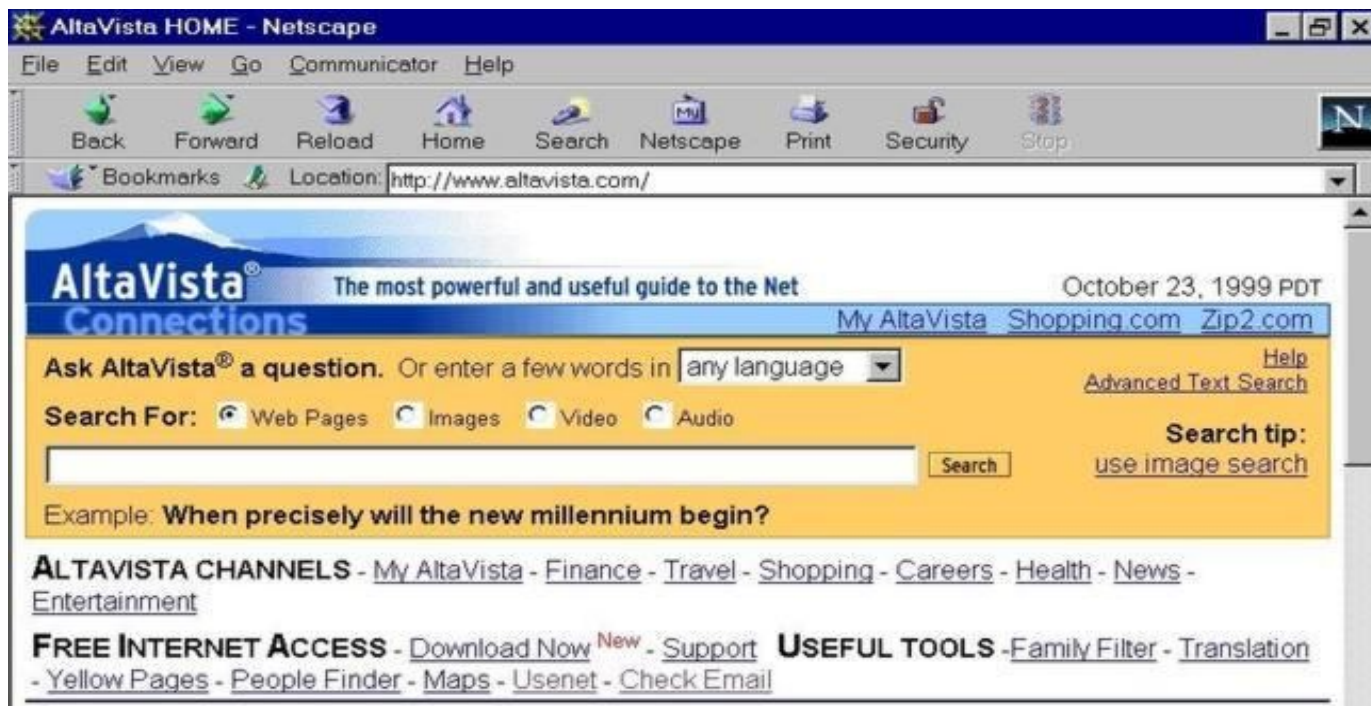 AltaVista HOME - Netscape
File Edit View Go Communicator Help
Back Forward Reload Home Search Netscape Print Security Stop
My
N
Bookmarks Location: http://www.altavista.com/
AltaVista® The most powerful and useful guide to the Net October 23, 1999 PDT
Connections My AltaVista Shopping.com Zip2.com
Ask AltaVista® a question. Or enter a few words in any language Help
Advanced Text Search
Search For: Web Pages Images Video Audio
Search tip:
Search use image search
Example: When precisely will the new millennium begin?
ALTAVISTA CHANNELS - My AltaVista - Finance - Travel - Shopping - Careers - Health - News -
Entertainment
FREE INTERNET ACCESS - Download Now New - Support USEFUL TOOLS -Family Filter - Translation
- Yellow Pages - People Finder - Maps - Usenet - Check Email